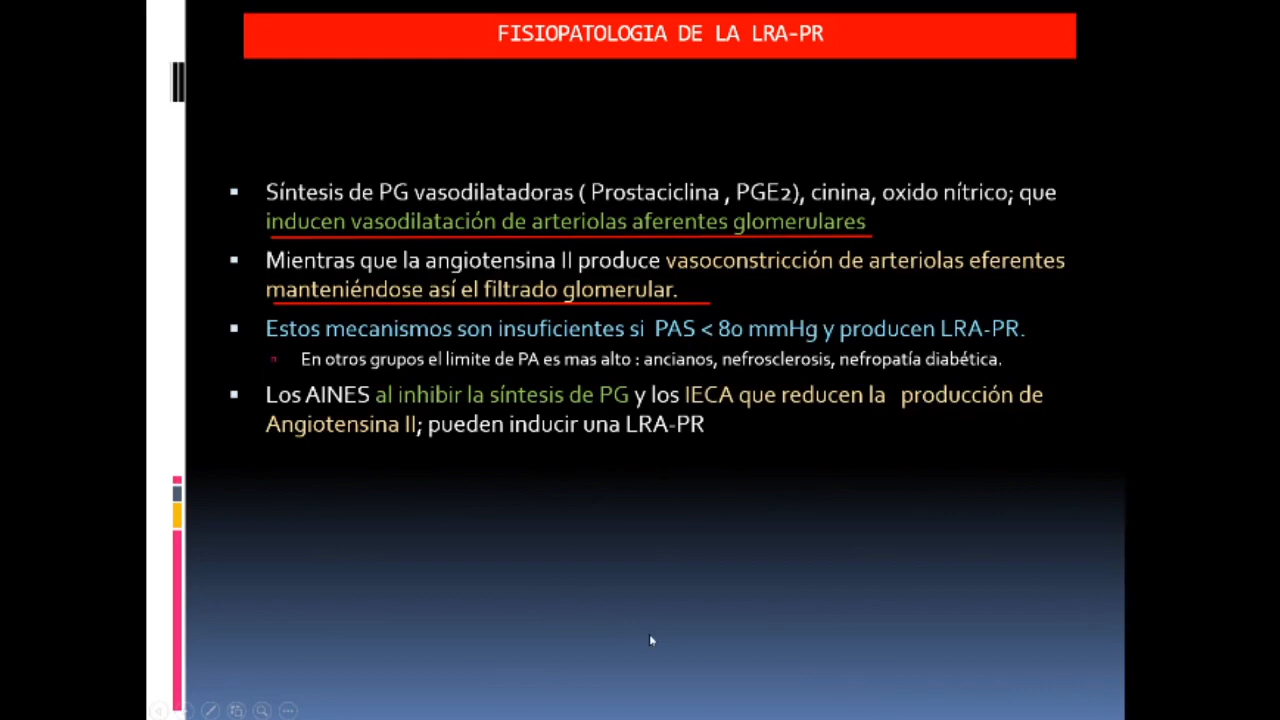 FISIOPATOLOGIA DE LA LRA-PR
Síntesis de PG vasodilatadoras ( Prostaciclina , PGE2), cinina, oxido nítrico; que
inducen vasodilatación de arteriolas aferentes glomerulares
Mientras que la angiotensina II produce vasoconstricción de arteriolas eferentes
manteniéndose así el filtrado glomerular.
Estos mecanismos son insuficientes si PAS < 80 mmHg y producen LRA-PR.
En otros grupos el limite de PA es mas alto : ancianos, nefrosclerosis, nefropatía diabética.
Los AINES al inhibir la síntesis de PG y los IECA que reducen la producción de
Angiotensina II; pueden inducir una LRA-PR